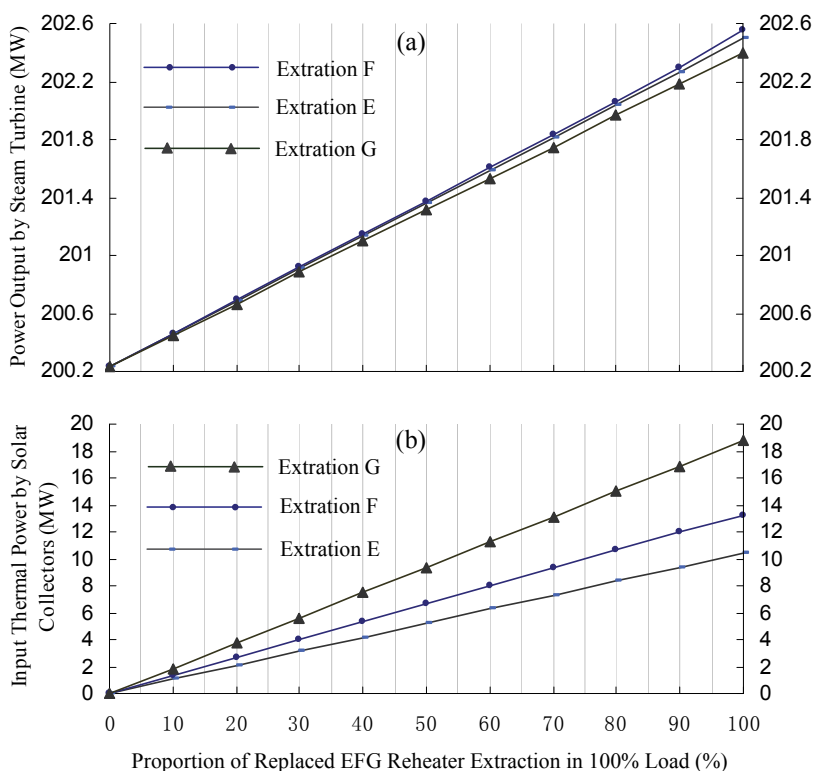 (a)
Power Output by Steam Turbine (MW)
202.6
202.2
201.8
201.4
201
200.6
200.2
Extration F
Extration E
Extration G
202.6
202.2
201.8
201.4
201
200.6
200.2
(b)
Input Thermal Power by Solar
Collectors (MW)
20
18
16
14
12
10
8
6
4
2
0
Extration G
Extration F
Extration E
20
18
16
14
12
10
8
6
4
2
0
0 10 20 30 40 50 60 70 80 90 100
Proportion of Replaced EFG Reheater Extraction in 100% Load (%)